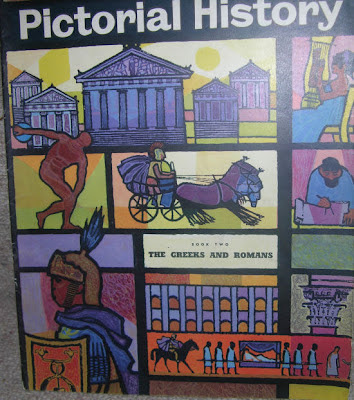 Pictorial History
BOOK TWO
THE GREEKS AND ROMANS